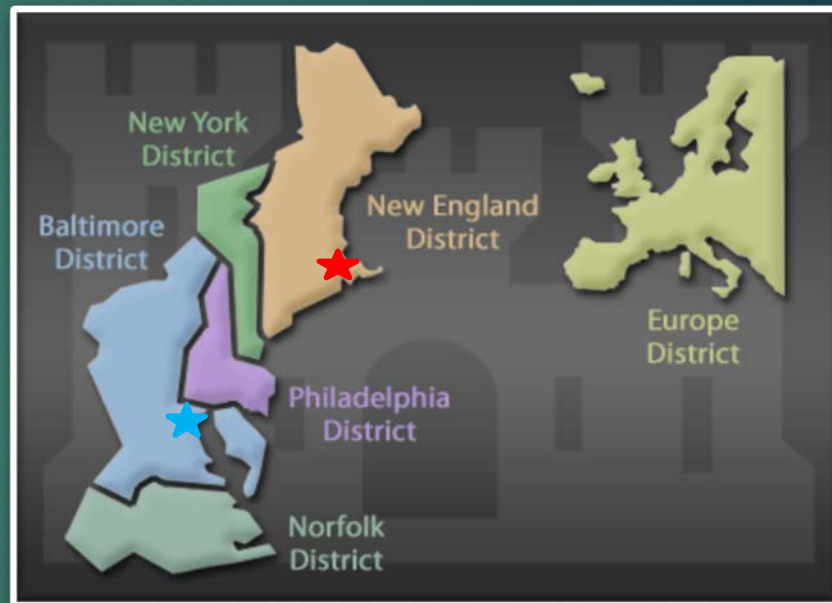 New York
District
Baltimore
District
New England
District
Europe
District
Philadelphia
District
Norfolk
District